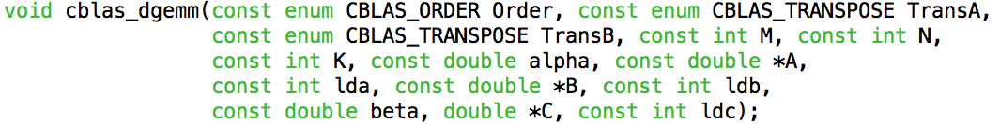 void cblas_dgemm(const enum CBLAS_ORDER Order, const enum CBLAS_TRANSPOSE TransA,
const enum CBLAS_TRANSPOSE TransB, const int M, const int N,
const int K, const double alpha, const double *A,
const int lda, const double *B, const int ldb,
const double beta, double *C, const int ldc);